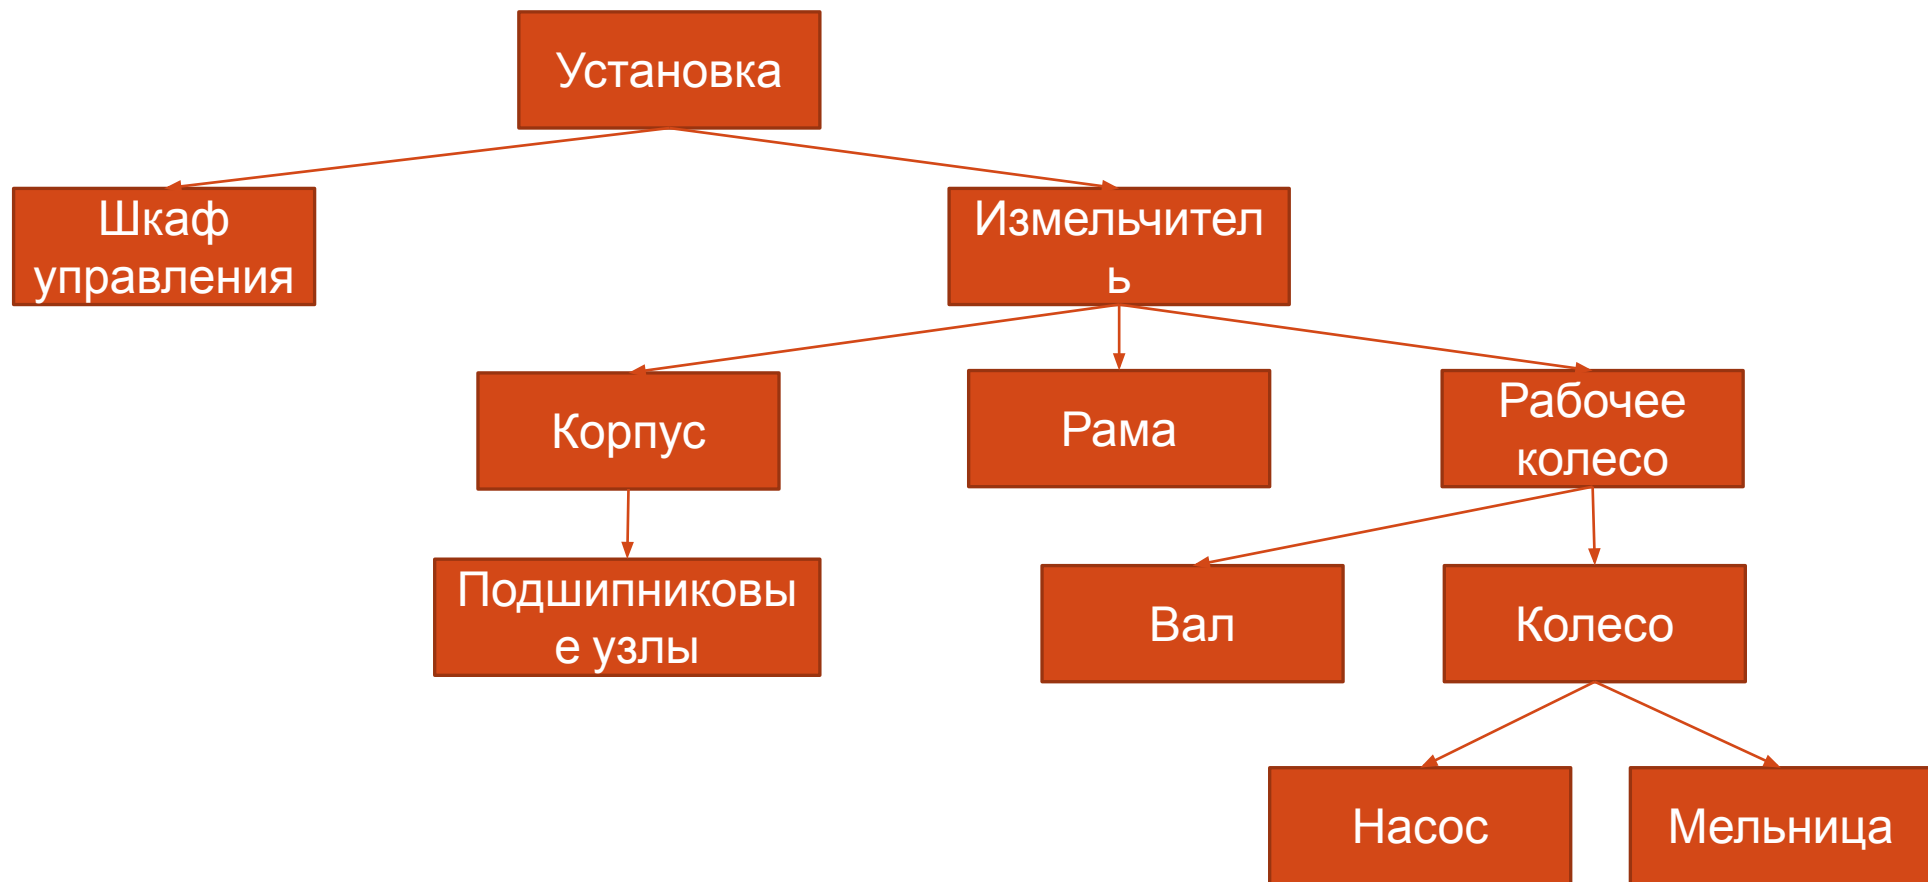 Установка
Шкаф
управления
Измельчител
ь
Корпус
Рама
Рабочее
колесо
Подшипниковы
е узлы
Вал
Колесо
Насос
Мельница